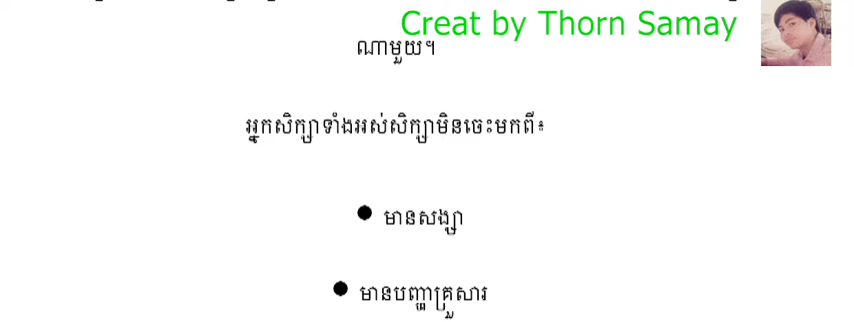 Creat by Thorn Samay
ណាមួយ។
អ្នកសិក្សាទាំងអស់សិក្សាមិនចេះមកពី៖
● មានសង្សា
● មានបញ្ហាគ្រួសារ